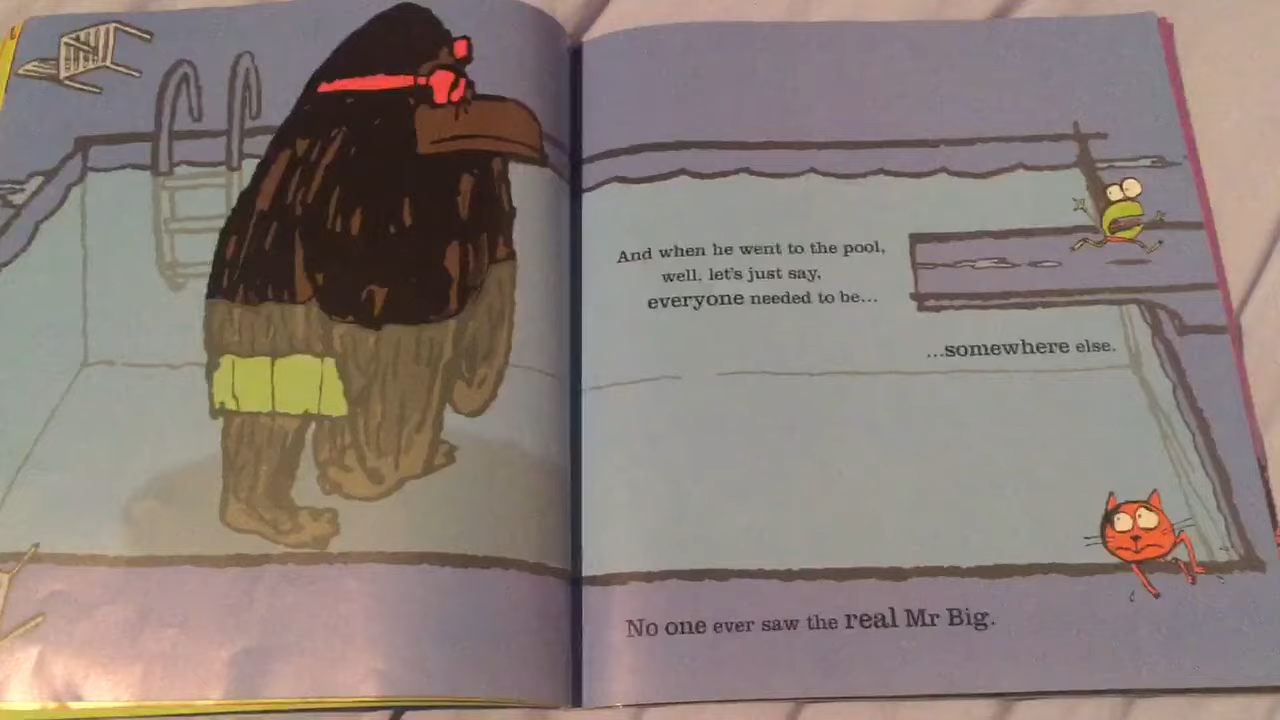 And when he went to the pool,
well, let's just say,
everyone needed to be...
...somewhere else.
No one ever saw the real Mr Big.